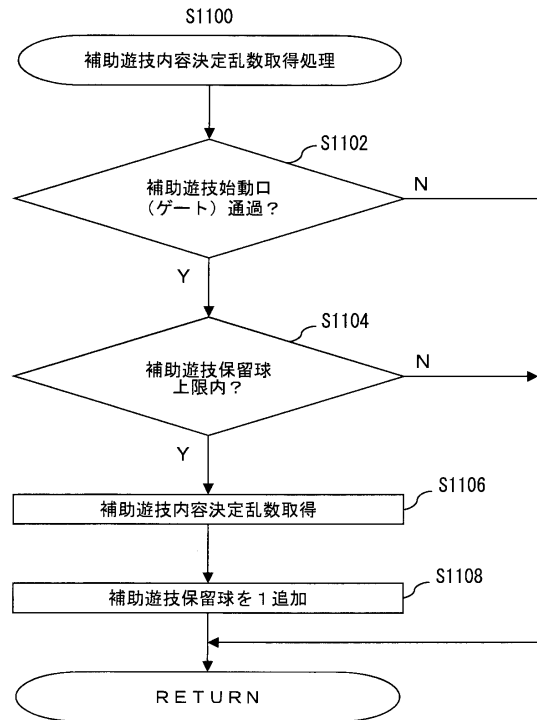 S1100
補助遊技内容決定乱数取得処理
S1102
補助遊技始動口
（ゲート）通過？
N
Y
S1104
補助遊技保留球
上限内？
N
Y
S1106
補助遊技内容決定乱数取得
S1108
補助遊技保留球を１追加
RETURN